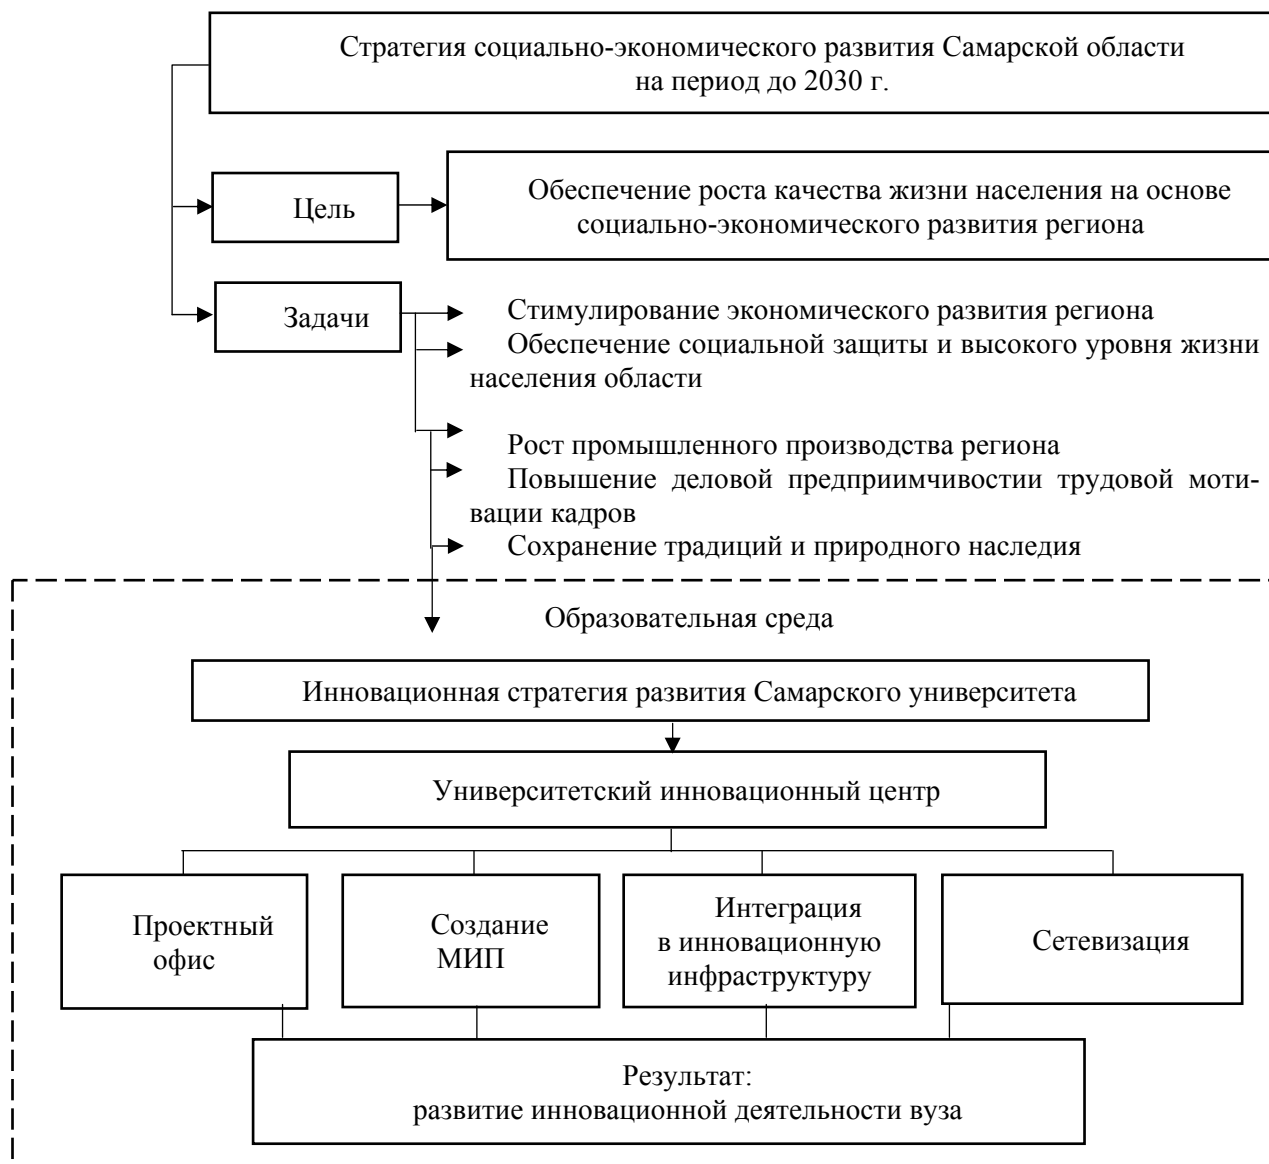 Стратегия социально-экономического развития Самарской области
на период до 2030 г.
Цель
Обеспечение роста качества жизни населения на основе
социально-экономического развития региона
Задачи
Стимулирование экономического развития региона
Обеспечение социальной защиты и высокого уровня жизни
населения области
Рост промышленного производства региона
Повышение деловой предприимчивостии трудовой моти-
вации кадров
Сохранение традиций и природного наследия
Образовательная среда
Инновационная стратегия развития Самарского университета
Университетский инновационный центр
Проектный
офис
Создание
МИП
Интеграция
в инновационную
инфраструктуру
Сетевизация
Результат:
развитие инновационной деятельности вуза